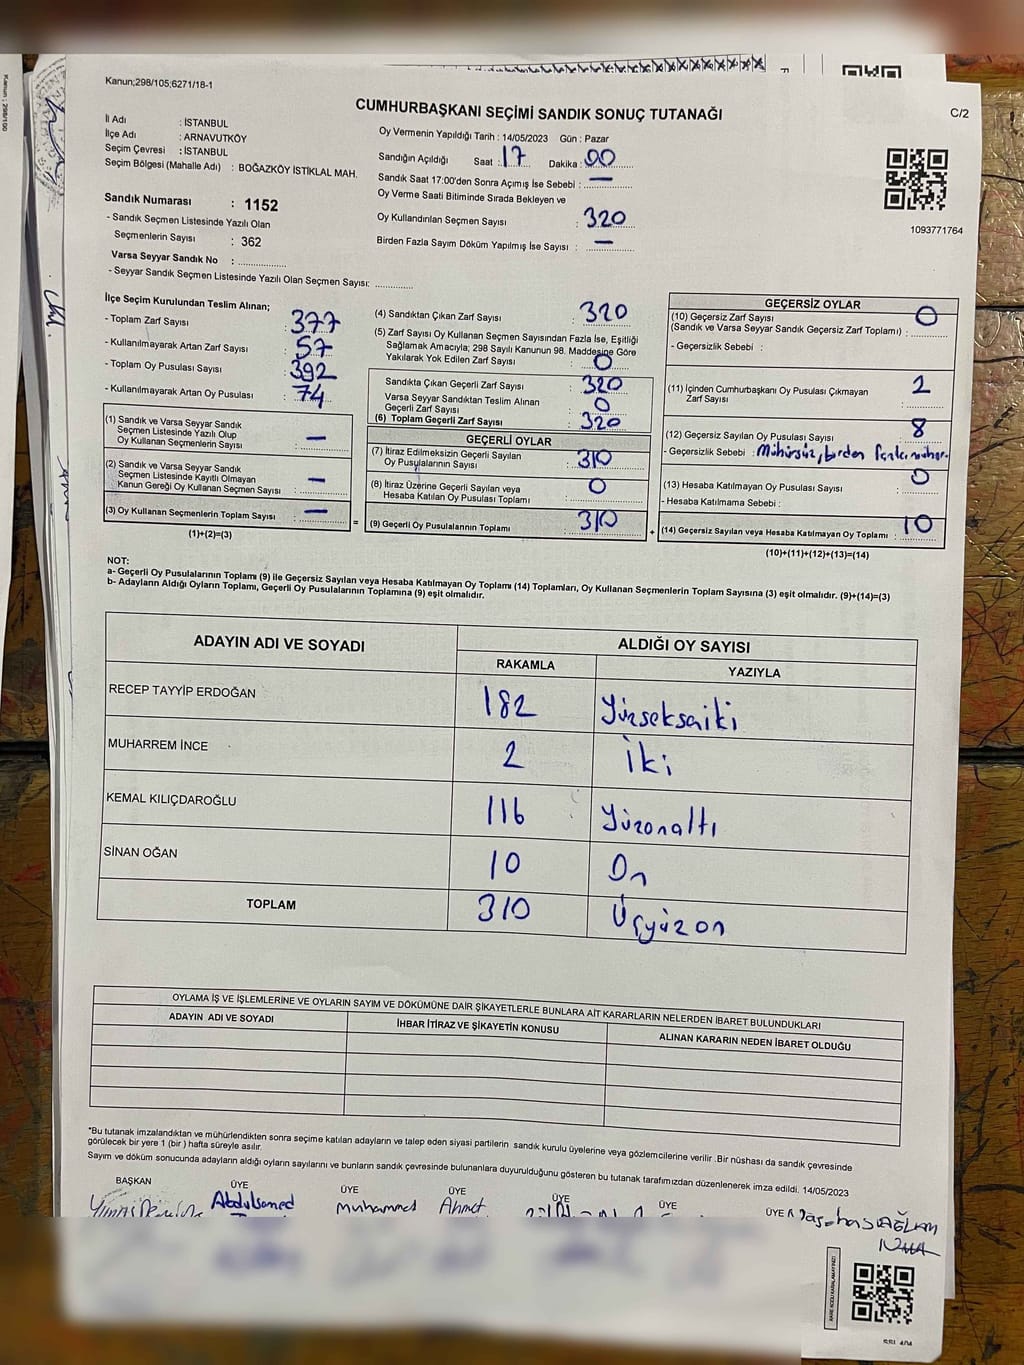 Kanun;298/105;6271/18-1
CUMHURBAŞKANI SEÇİMİ SANDIK SONUÇ TUTANAĞI
C/2
İl Adı : İSTANBUL
İlçe Adı : ARNAVUTKÖY
Seçim Çevresi : İSTANBUL
Seçim Bölgesi (Mahalle Adı) : BOĞAZKÖY İSTİKLAL MAH.
Sandık Numarası : 1152
- Sandık Seçmen Listesinde Yazılı Olan
Seçmenlerin Sayısı : 362
Varsa Seyyar Sandık No : ..............
- Seyyar Sandık Seçmen Listesinde Yazılı Olan Seçmen Sayısı: ............
Oy Vermenin Yapıldığı Tarih : 14/05/2023 Gün : Pazar
Sandığın Açıldığı Saat : 17 Dakika : 00
Sandık Saat 17:00'den Sonra Açımış İse Sebebi : —
Oy Verme Saati Bitiminde Sırada Bekleyen ve
Oy Kullandırılan Seçmen Sayısı : 320
Birden Fazla Sayım Döküm Yapılmış İse Sayısı : —
1093771764
İlçe Seçim Kurulundan Teslim Alınan;
- Toplam Zarf Sayısı : 377
- Kullanılmayarak Artan Zarf Sayısı : 57
- Toplam Oy Pusulası Sayısı : 392
- Kullanılmayarak Artan Oy Pusulası : 74
(1) Sandık ve Varsa Seyyar Sandık
Seçmen Listesinde Yazılı Olup
Oy Kullanan Seçmenlerin Sayısı : —
(2) Sandık ve Varsa Seyyar Sandık
Seçmen Listesinde Kayıtlı Olmayan
Kanun Gereği Oy Kullanan Seçmen Sayısı : —
(3) Oy Kullanan Seçmenlerin Toplam Sayısı : —
(1)+(2)=(3)
(4) Sandıktan Çıkan Zarf Sayısı : 320
(5) Zarf Sayısı Oy Kullanan Seçmen Sayısından Fazla İse, Eşitliği
Sağlamak Amacıyla; 298 Sayılı Kanunun 98. Maddesine Göre
Yakılarak Yok Edilen Zarf Sayısı : 0
Sandıkta Çıkan Geçerli Zarf Sayısı : 320
Varsa Seyyar Sandıktan Teslim Alınan
Geçerli Zarf Sayısı : 0
(6) Toplam Geçerli Zarf Sayısı : 320
GEÇERLİ OYLAR
(7) İtiraz Edilmeksizin Geçerli Sayılan
Oy Pusulalarının Sayısı : 310
(8) İtiraz Üzerine Geçerli Sayılan veya
Hesaba Katılan Oy Pusulası Toplamı : 0
(9) Geçerli Oy Pusulalarının Toplamı : 310
=
+
GEÇERSİZ OYLAR
(10) Geçersiz Zarf Sayısı
(Sandık ve Varsa Seyyar Sandık Geçersiz Zarf Toplamı) : 0
- Geçersizlik Sebebi :
(11) İçinden Cumhurbaşkanı Oy Pusulası Çıkmayan
Zarf Sayısı : 2
(12) Geçersiz Sayılan Oy Pusulası Sayısı : 8
- Geçersizlik Sebebi : Mühürsüz, birden fazla mühür.
(13) Hesaba Katılmayan Oy Pusulası Sayısı : 0
- Hesaba Katılmama Sebebi :
(14) Geçersiz Sayılan veya Hesaba Katılmayan Oy Toplamı : 10
(10)+(11)+(12)+(13)=(14)
NOT:
a- Geçerli Oy Pusulalarının Toplamı (9) ile Geçersiz Sayılan veya Hesaba Katılmayan Oy Toplamı (14) Toplamları, Oy Kullanan Seçmenlerin Toplam Sayısına (3) eşit olmalıdır. (9)+(14)=(3)
b- Adayların Aldığı Oyların Toplamı, Geçerli Oy Pusulalarının Toplamına (9) eşit olmalıdır.
ADAYIN ADI VE SOYADI ALDIĞI OY SAYISI
RAKAMLA YAZIYLA
RECEP TAYYİP ERDOĞAN 182 Yüzseksaiki
MUHARREM İNCE 2 İki
KEMAL KILIÇDAROĞLU 116 Yüzonaltı
SİNAN OĞAN 10 On
TOPLAM 310 Üçyüzon
OYLAMA İŞ VE İŞLEMLERİNE VE OYLARIN SAYIM VE DÖKÜMÜNE DAİR ŞİKAYETLERLE BUNLARA AİT KARARLARIN NELERDEN İBARET BULUNDUKLARI
ADAYIN ADI VE SOYADI İHBAR İTİRAZ VE ŞİKAYETİN KONUSU ALINAN KARARIN NEDEN İBARET OLDUĞU
*Bu tutanak imzalandıktan ve mühürlendikten sonra seçime katılan adayların ve talep eden siyasi partilerin sandık kurulu üyelerine veya gözlemcilerine verilir .Bir nüshası da sandık çevresinde
görülecek bir yere 1 (bir) hafta süreyle asılır.
Sayım ve döküm sonucunda adayların aldığı oyların sayılarını ve bunların sandık çevresinde bulunanlara duyurulduğunu gösteren bu tutanak tarafımızdan düzenlenerek imza edildi. 14/05/2023
BAŞKAN ÜYE ÜYE ÜYE ÜYE ÜYE ÜYE
Abdulsamed Muhammed Ahmet SAĞLAM